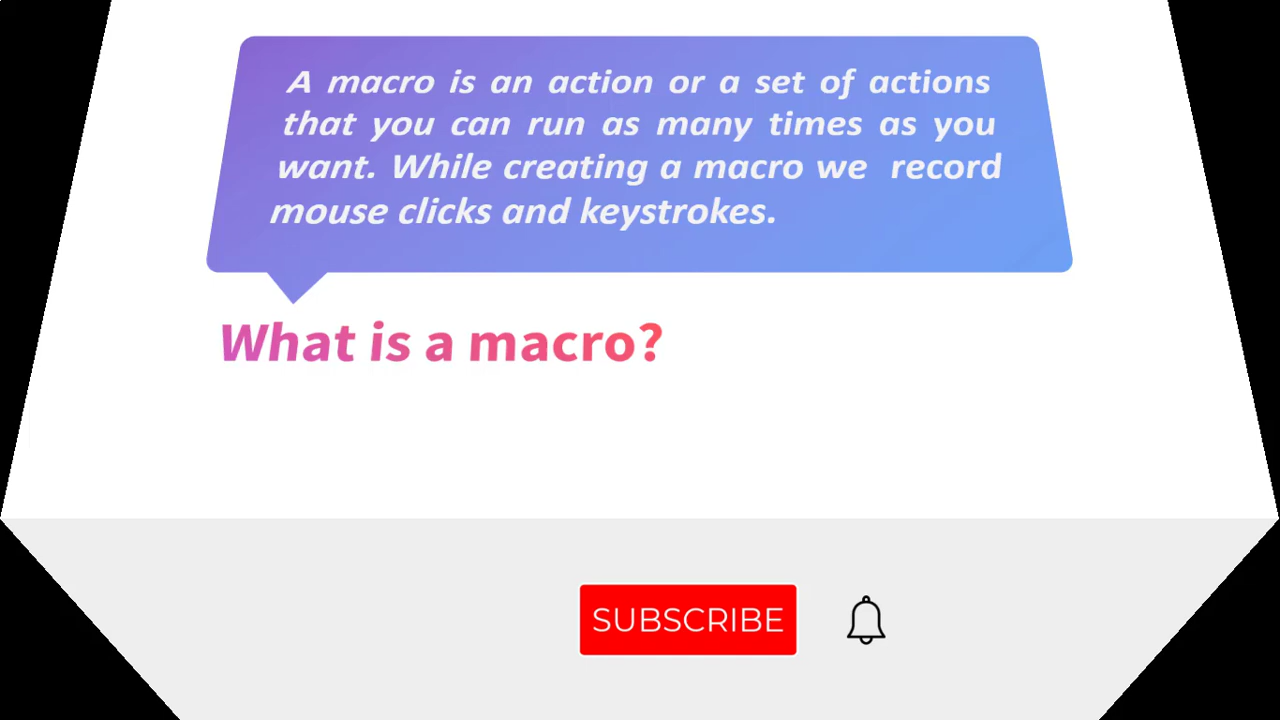 A macro is an action or a set of actions
that you can run as many times as you
want. While creating a macro we record
mouse clicks and keystrokes.
What is a macro?
SUBSCRIBE